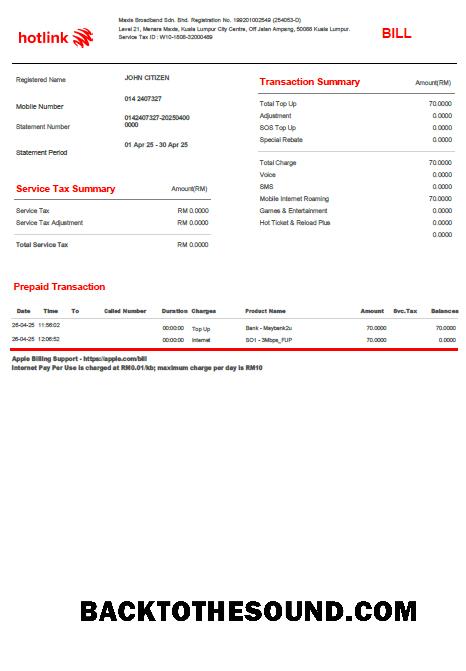 hotlink
Maxis Broadband Sdn. Bhd. Registration No. 199201002549 (254053-D)
Level 21, Menara Maxis, Kuala Lumpur City Centre, Off Jalan Ampang, 50088 Kuala Lumpur.
Service Tax ID : W10-1808-32000489
BILL
Registered Name JOHN CITIZEN
Mobile Number 014 2407327
Statement Number 0142407327-20250400
0000
Statement Period 01 Apr 25 - 30 Apr 25
Service Tax Summary Amount(RM)
Service Tax RM 0.0000
Service Tax Adjustment RM 0.0000
Total Service Tax RM 0.0000
Transaction Summary Amount(RM)
Total Top Up 70.0000
Adjustment 0.0000
SOS Top Up 0.0000
Special Rebate 0.0000
Total Charge 70.0000
Voice 0.0000
SMS 0.0000
Mobile Internet Roaming 70.0000
Games & Entertainment 0.0000
Hot Ticket & Reload Plus 0.0000
0.0000
Prepaid Transaction
Date Time To Called Number Duration Charges Product Name Amount Svc.Tax Balances
26-04-25 11:56:02 00:00:00 Top Up Bank - Maybank2u 70.0000 70.0000
26-04-25 12:06:52 00:00:00 Internet SO1 - 3Mbps_FUP 70.0000 0.0000
Apple Billing Support - https://apple.com/bill
Internet Pay Per Use is charged at RM0.01/kb; maximum charge per day is RM10
BACKTOTHESOUND.COM